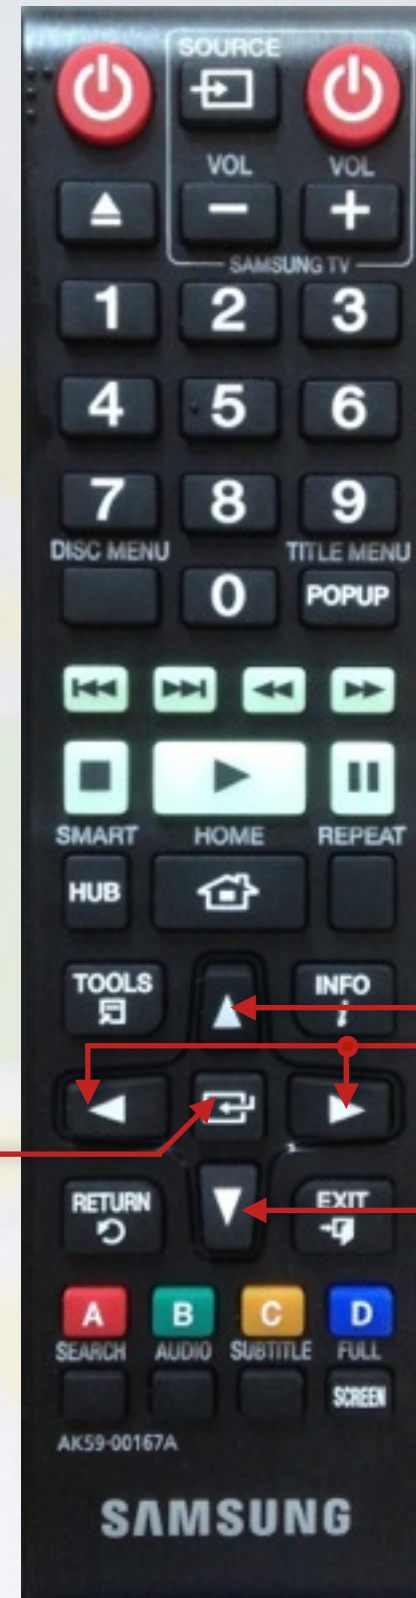 SOURCE
VOL VOL
SAMSUNG TV
1 2 3
4 5 6
7 8 9
DISC MENU TITLE MENU
0 POPUP
SMART HOME REPEAT
HUB
TOOLS INFO
i
RETURN EXIT
A B C D
SEARCH AUDIO SUBTITLE FULL
SCREEN
AK59-00167A
SAMSUNG